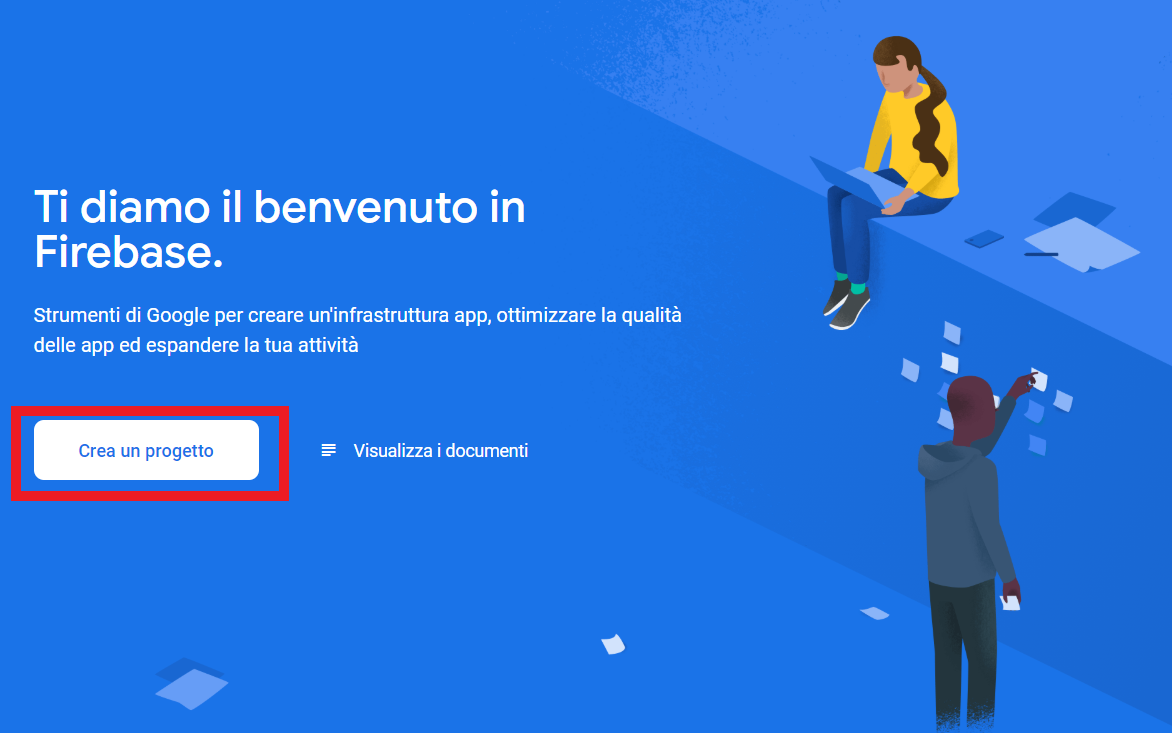 Ti diamo il benvenuto in
Firebase.
Strumenti di Google per creare un'infrastruttura app, ottimizzare la qualità
delle app ed espandere la tua attività
Crea un progetto
Visualizza i documenti